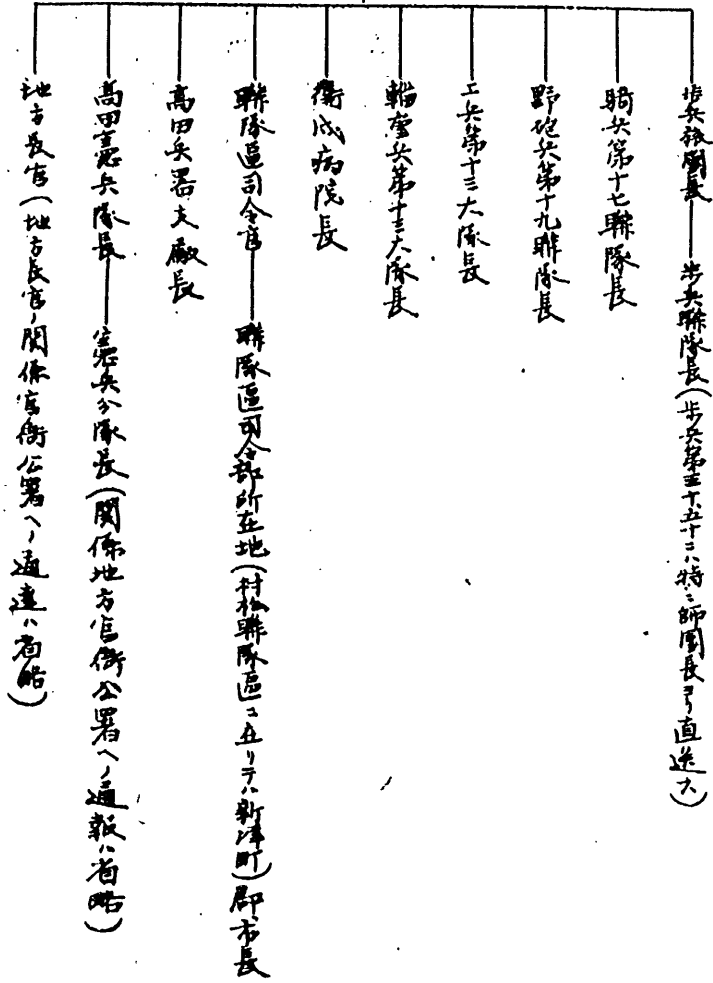 歩兵旅團長――歩兵聯隊長(歩兵第三十、五十二ハ特ニ師團長ヨリ直送ス)
騎兵第十七聯隊長
野砲兵第十九聯隊長
工兵第十三大隊長
輜重兵第十三大隊長
衛戍病院長
聯隊區司令官――聯隊區司令部所在地(村松聯隊區ニ在リテハ新津町)郡市長
高田兵器支廠長
高田憲兵隊長――憲兵分隊長(関係地方官衙公署ヘノ通報ハ省略)
地方長官(地方長官ノ関係官衙公署ヘノ通達ハ省略)